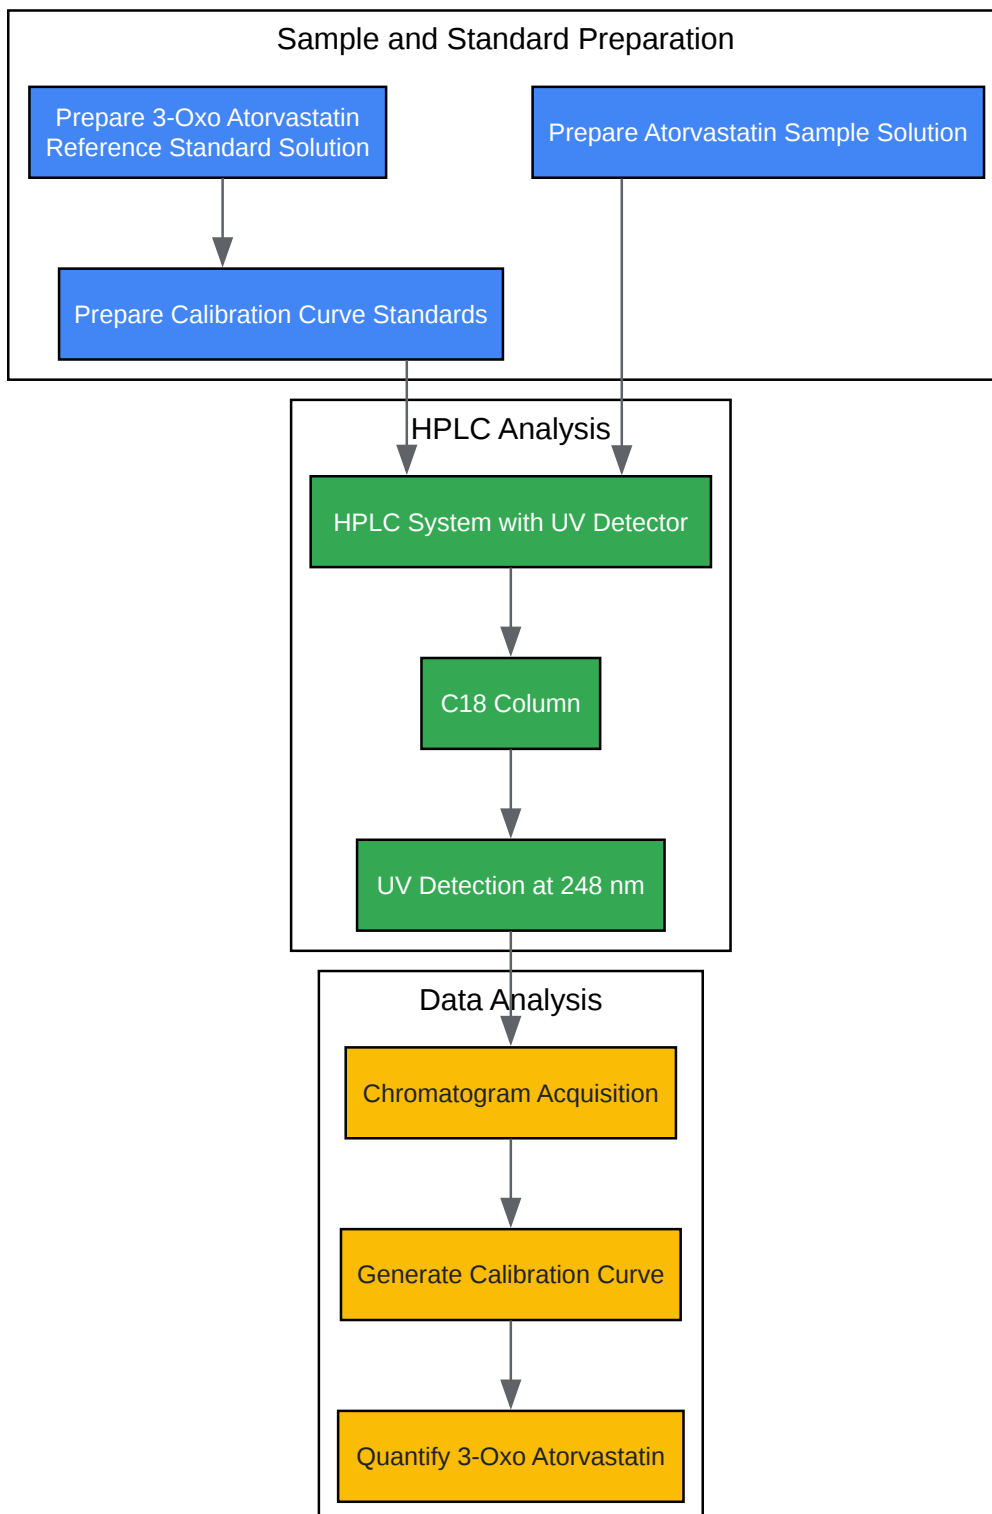 Sample and Standard Preparation
Prepare 3-Oxo Atorvastatin
Reference Standard Solution
Prepare Atorvastatin Sample Solution
Prepare Calibration Curve Standards
HPLC Analysis
HPLC System with UV Detector
C18 Column
UV Detection at 248 nm
Data Analysis
Chromatogram Acquisition
Generate Calibration Curve
Quantify 3-Oxo Atorvastatin